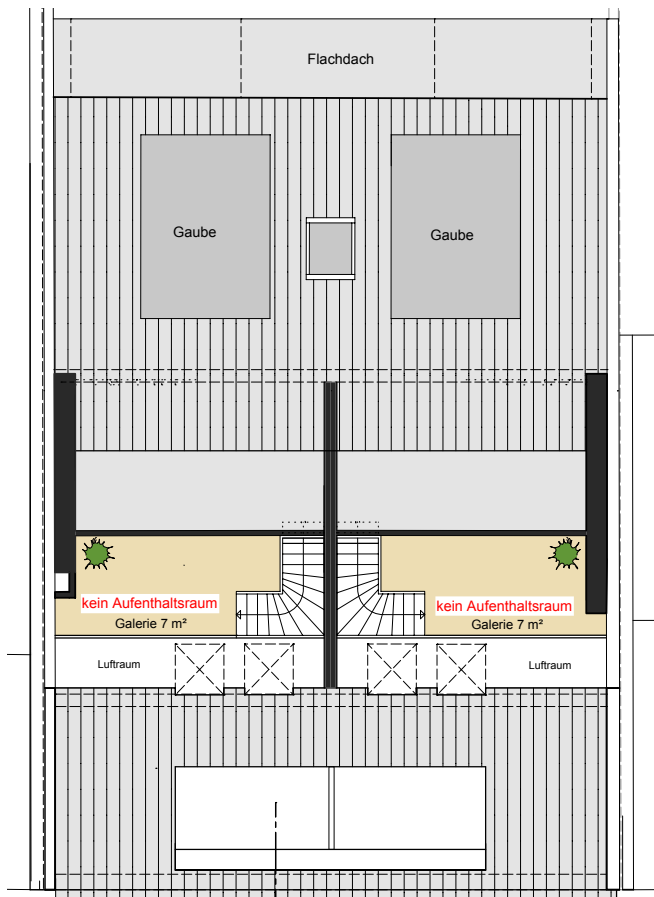 Flachdach
Gaube
Gaube
kein Aufenthaltsraum
Galerie 7 m²
kein Aufenthaltsraum
Galerie 7 m²
Luftraum
Luftraum